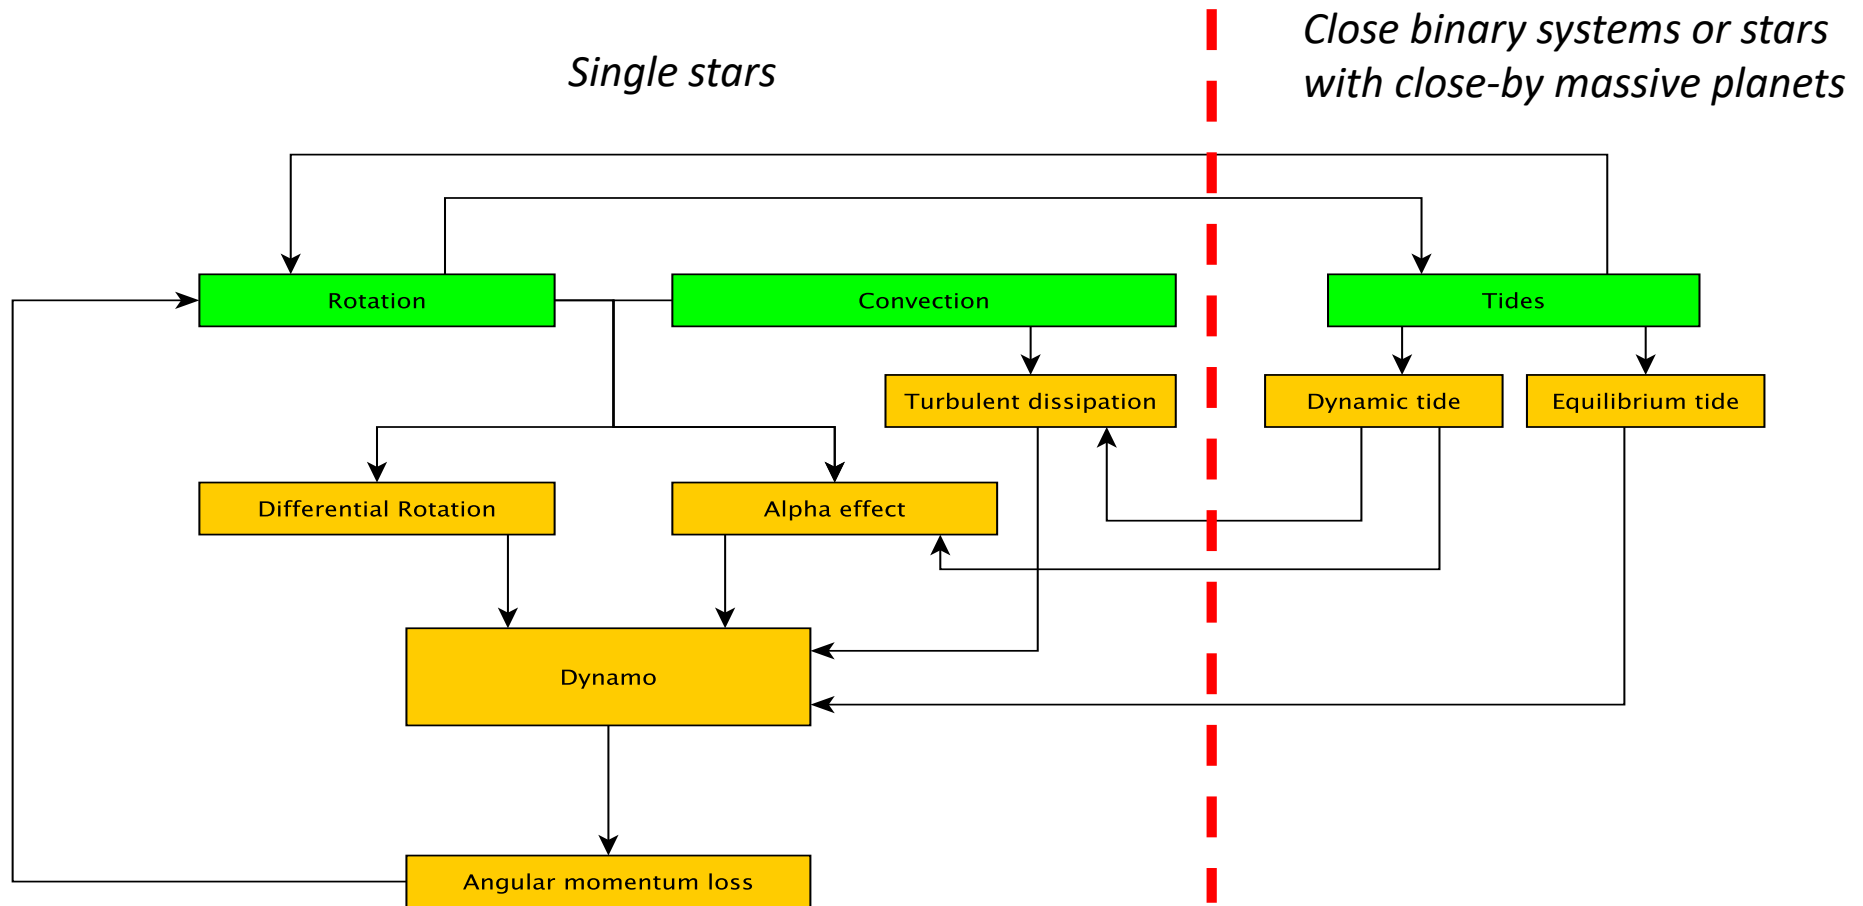 Single stars
Close binary systems or stars
with close-by massive planets
Rotation
Convection
Tides
Turbulent dissipation
Dynamic tide
Equilibrium tide
Differential Rotation
Alpha effect
Dynamo
Angular momentum loss